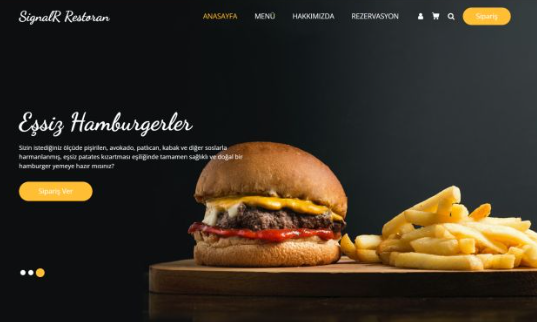 SignalR Restoran
ANASAYFA MENÜ HAKKIMIZDA REZERVASYON Sipariş
Eşsiz Hamburgerler
Sizin istediğiniz ölçüde pişirilen, avokado, patlıcan, kabak ve diğer soslarla
harmanlanmış, eşsiz patates kızartması eşiliğinde tamamen sağlıklı ve doğal bir
hamburger yemeye hazır mısınız?
Sipariş Ver